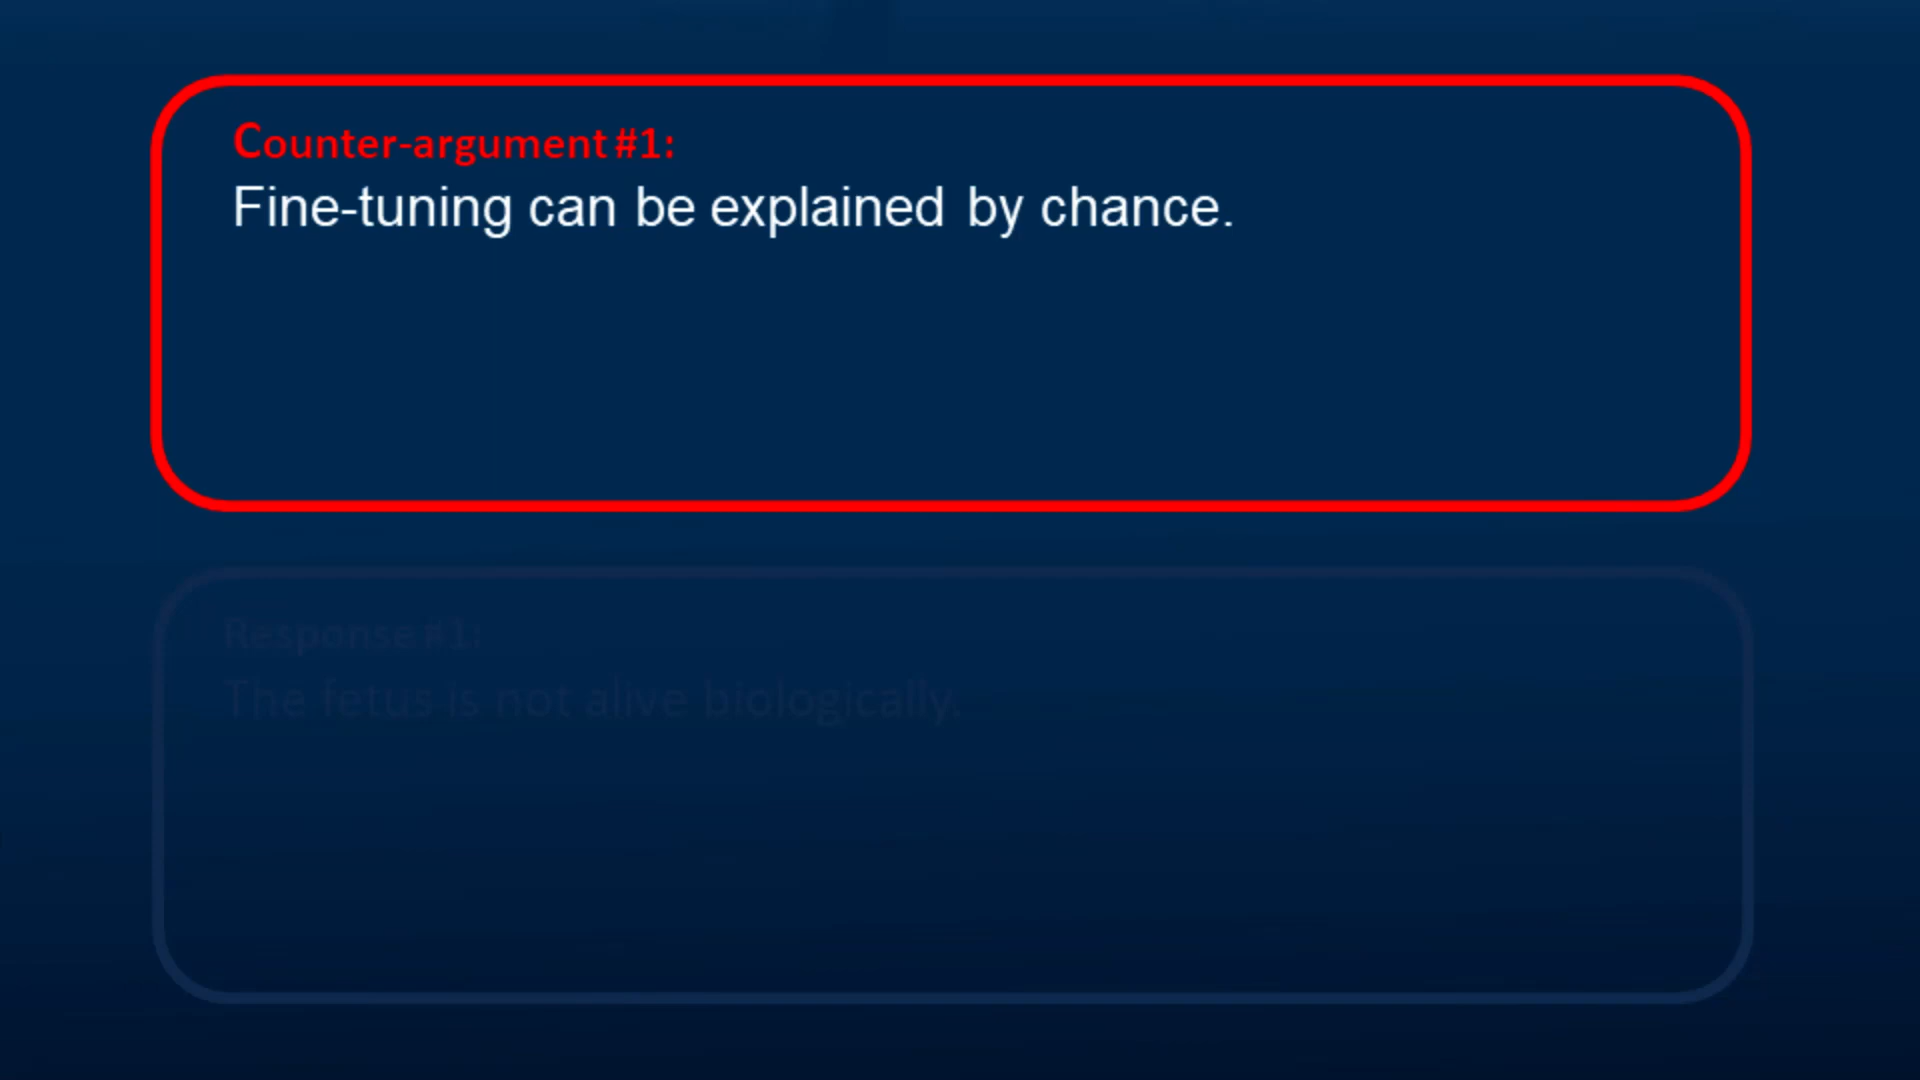 Counter-argument #1:
Fine-tuning can be explained by chance.
Response #1:
The fetus is not alive biologically.